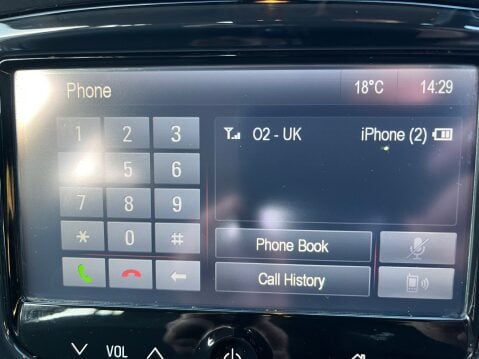 Phone 18°C 14:29
1 2 3
O2 - UK iPhone (2)
5 6
7 8 9
* 0 #
Phone Book
Call History
VOL